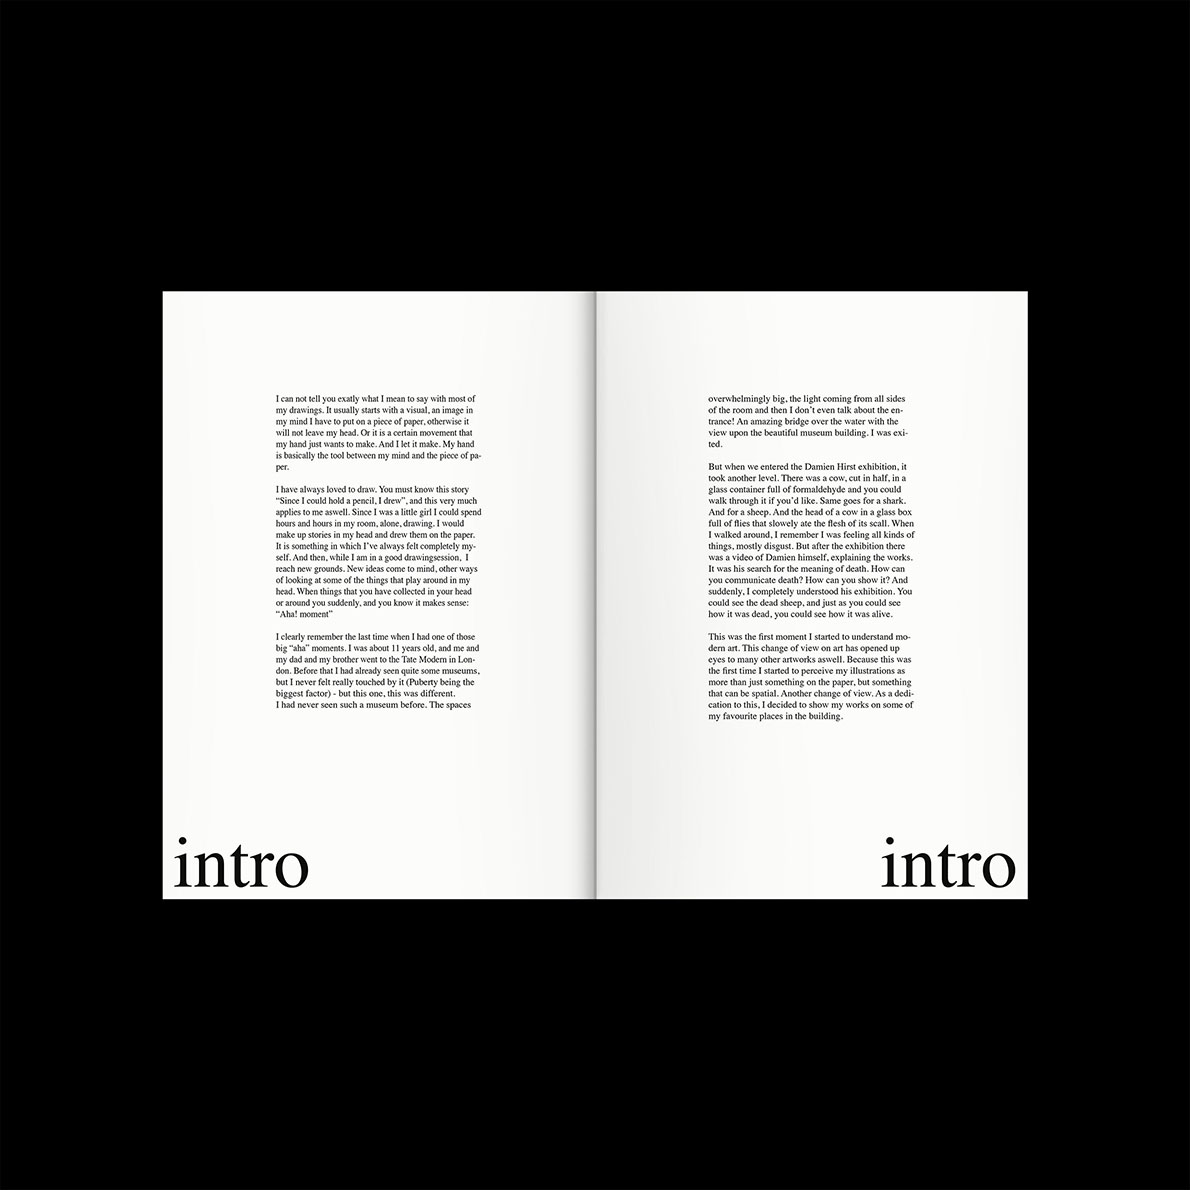 I can not tell you exatly what I mean to say with most of
my drawings. It usually starts with a visual, an image in
my mind I have to put on a piece of paper, otherwise it
will not leave my head. Or it is a certain movement that
my hand just wants to make. And I let it make. My hand
is basically the tool between my mind and the piece of pa-
per.
I have always loved to draw. You must know this story
“Since I could hold a pencil, I drew”, and this very much
applies to me aswell. Since I was a little girl I could spend
hours and hours in my room, alone, drawing. I would
make up stories in my head and drew them on the paper.
It is something in which I’ve always felt completely my-
self. And then, while I am in a good drawingsession, I
reach new grounds. New ideas come to mind, other ways
of looking at some of the things that play around in my
head. When things that you have collected in your head
or around you suddenly, and you know it makes sense:
“Aha! moment”
I clearly remember the last time when I had one of those
big “aha” moments. I was about 11 years old, and me and
my dad and my brother went to the Tate Modern in Lon-
don. Before that I had already seen quite some museums,
but I never felt really touched by it (Puberty being the
biggest factor) - but this one, this was different.
I had never seen such a museum before. The spaces
intro
overwhelmingly big, the light coming from all sides
of the room and then I don’t even talk about the en-
trance! An amazing bridge over the water with the
view upon the beautiful museum building. I was exi-
ted.
But when we entered the Damien Hirst exhibition, it
took another level. There was a cow, cut in half, in a
glass container full of formaldehyde and you could
walk through it if you’d like. Same goes for a shark.
And for a sheep. And the head of a cow in a glass box
full of flies that slowely ate the flesh of its scall. When
I walked around, I remember I was feeling all kinds of
things, mostly disgust. But after the exhibition there
was a video of Damien himself, explaining the works.
It was his search for the meaning of death. How can
you communicate death? How can you show it? And
suddenly, I completely understood his exhibition. You
could see the dead sheep, and just as you could see
how it was dead, you could see how it was alive.
This was the first moment I started to understand mo-
dern art. This change of view on art has opened up
eyes to many other artworks aswell. Because this was
the first time I started to perceive my illustrations as
more than just something on the paper, but something
that can be spatial. Another change of view. As a dedi-
cation to this, I decided to show my works on some of
my favourite places in the building.
intro